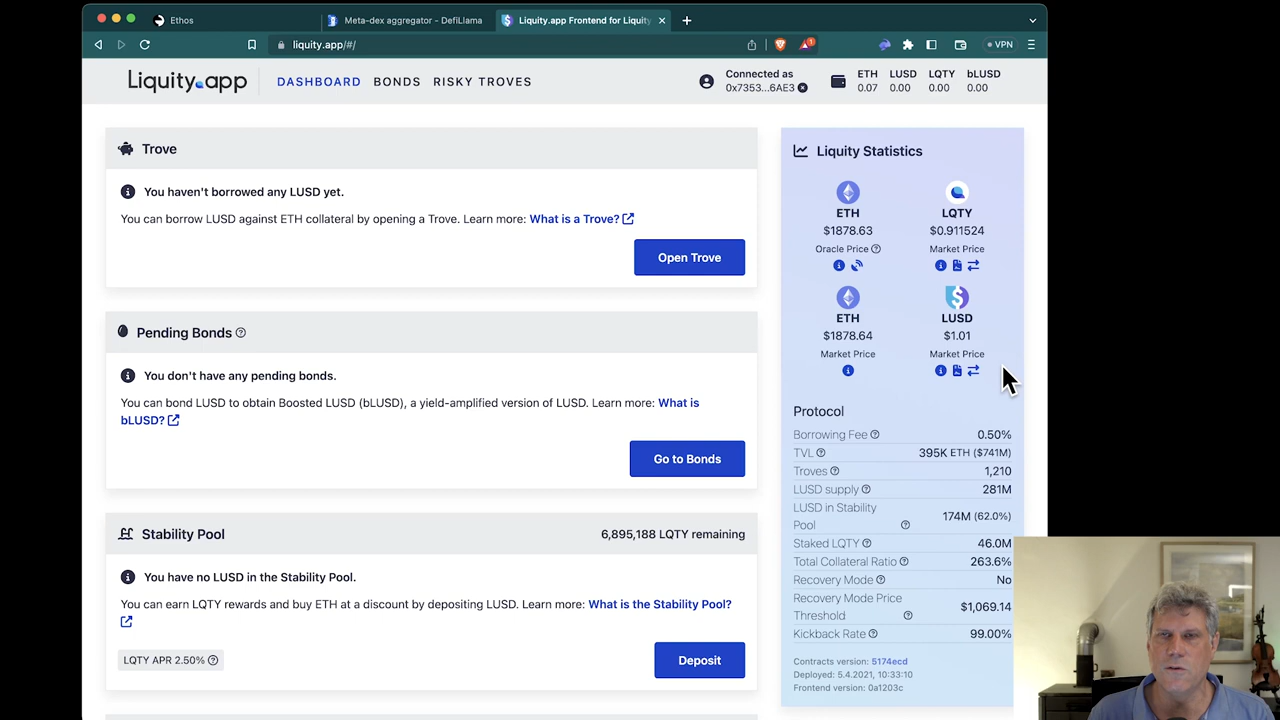 Ethos
Meta-dex aggregator - DefiLlama
Liquity.app Frontend for Liquity
liquity.app/#/
1
VPN
Liquity.app
DASHBOARD
BONDS
RISKY TROVES
Connected as
0x7353...6AE3
ETH
LUSD
LQTY
bLUSD
0.07
0.00
0.00
0.00
Trove
You haven't borrowed any LUSD yet.
You can borrow LUSD against ETH collateral by opening a Trove. Learn more: What is a Trove?
Open Trove
Pending Bonds
You don't have any pending bonds.
You can bond LUSD to obtain Boosted LUSD (bLUSD), a yield-amplified version of LUSD. Learn more: What is
bLUSD?
Go to Bonds
Stability Pool
6,895,188 LQTY remaining
You have no LUSD in the Stability Pool.
You can earn LQTY rewards and buy ETH at a discount by depositing LUSD. Learn more: What is the Stability Pool?
LQTY APR 2.50%
Deposit
Liquity Statistics
ETH
$1878.63
Oracle Price
LQTY
$0.911524
Market Price
ETH
$1878.64
Market Price
LUSD
$1.01
Market Price
Protocol
Borrowing Fee 0.50%
TVL 395K ETH ($741M)
Troves 1,210
LUSD supply 281M
LUSD in Stability
Pool 174M (62.0%)
Staked LQTY 46.0M
Total Collateral Ratio 263.6%
Recovery Mode No
Recovery Mode Price
Threshold $1,069.14
Kickback Rate 99.00%
Contracts version: 5174ecd
Deployed: 5.4.2021, 10:33:10
Frontend version: 0a1203c